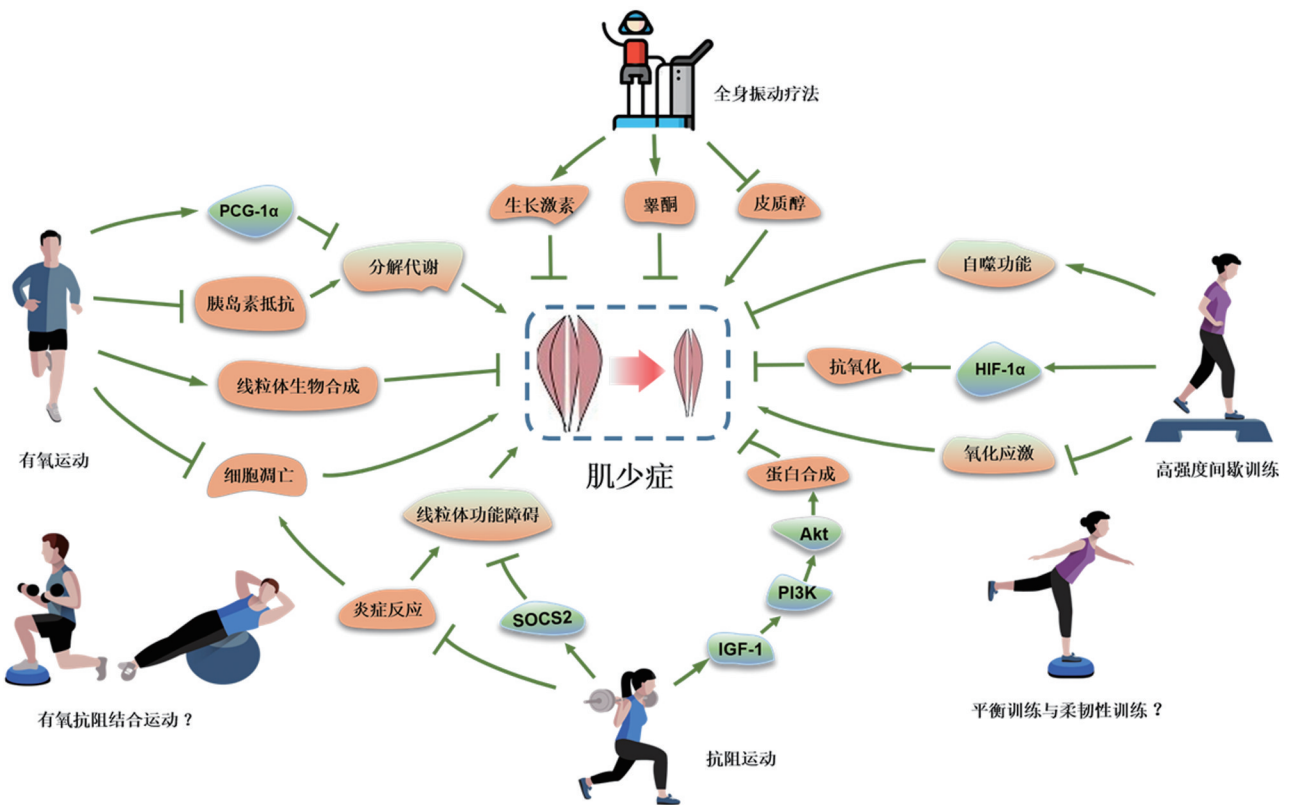 全身振动疗法
生长激素
睾酮
皮质醇
PCG-1α
分解代谢
胰岛素抵抗
线粒体生物合成
细胞凋亡
有氧运动
自噬功能
抗氧化
HIF-1α
氧化应激
高强度间歇训练
肌少症
蛋白合成
线粒体功能障碍
Akt
PI3K
炎症反应
SOCS2
IGF-1
有氧抗阻结合运动？
平衡训练与柔韧性训练？
抗阻运动